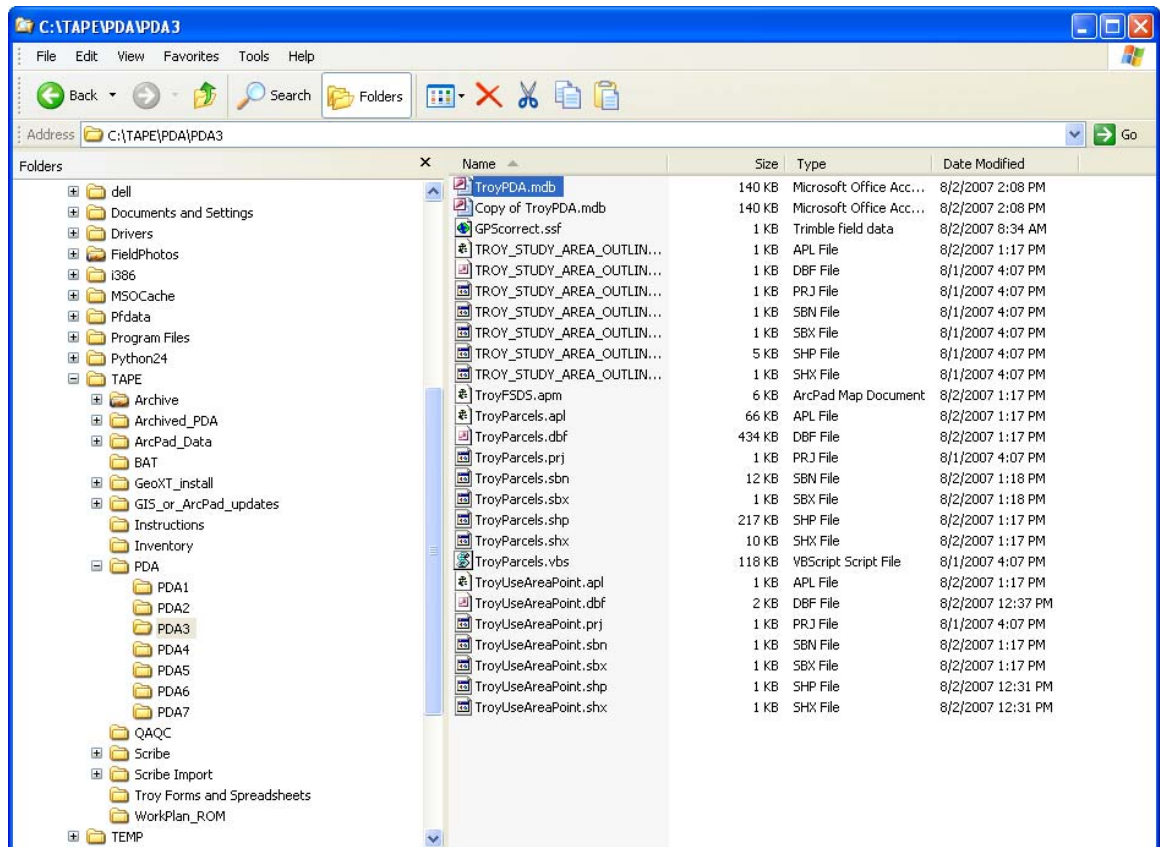 C:\TAPE\PDA\PDA3
File Edit View Favorites Tools Help
Back Search Folders
Address C:\TAPE\PDA\PDA3 Go
Folders
dell
Documents and Settings
Drivers
FieldPhotos
i386
MSOCache
Pfdata
Program Files
Python24
TAPE
Archive
Archived_PDA
ArcPad_Data
BAT
GeoXT_install
GIS_or_ArcPad_updates
Instructions
Inventory
PDA
PDA1
PDA2
PDA3
PDA4
PDA5
PDA6
PDA7
QAQC
Scribe
Scribe Import
Troy Forms and Spreadsheets
WorkPlan_ROM
TEMP
Name Size Type Date Modified
TroyPDA.mdb 140 KB Microsoft Office Acc... 8/2/2007 2:08 PM
Copy of TroyPDA.mdb 140 KB Microsoft Office Acc... 8/2/2007 2:08 PM
GPScorrect.ssf 1 KB Trimble field data 8/2/2007 8:34 AM
TROY_STUDY_AREA_OUTLIN... 1 KB APL File 8/2/2007 1:17 PM
TROY_STUDY_AREA_OUTLIN... 1 KB DBF File 8/1/2007 4:07 PM
TROY_STUDY_AREA_OUTLIN... 1 KB PRJ File 8/1/2007 4:07 PM
TROY_STUDY_AREA_OUTLIN... 1 KB SBN File 8/1/2007 4:07 PM
TROY_STUDY_AREA_OUTLIN... 1 KB SBX File 8/1/2007 4:07 PM
TROY_STUDY_AREA_OUTLIN... 5 KB SHP File 8/1/2007 4:07 PM
TROY_STUDY_AREA_OUTLIN... 1 KB SHX File 8/1/2007 4:07 PM
TroyFSDS.apm 6 KB ArcPad Map Document 8/2/2007 1:17 PM
TroyParcels.apl 66 KB APL File 8/2/2007 1:17 PM
TroyParcels.dbf 434 KB DBF File 8/2/2007 1:17 PM
TroyParcels.prj 1 KB PRJ File 8/1/2007 4:07 PM
TroyParcels.sbn 12 KB SBN File 8/2/2007 1:18 PM
TroyParcels.sbx 1 KB SBX File 8/2/2007 1:18 PM
TroyParcels.shp 217 KB SHP File 8/2/2007 1:17 PM
TroyParcels.shx 10 KB SHX File 8/2/2007 1:17 PM
TroyParcels.vbs 118 KB VBScript Script File 8/1/2007 4:07 PM
TroyUseAreaPoint.apl 1 KB APL File 8/2/2007 1:17 PM
TroyUseAreaPoint.dbf 2 KB DBF File 8/2/2007 12:37 PM
TroyUseAreaPoint.prj 1 KB PRJ File 8/1/2007 4:07 PM
TroyUseAreaPoint.sbn 1 KB SBN File 8/2/2007 1:17 PM
TroyUseAreaPoint.sbx 1 KB SBX File 8/2/2007 1:17 PM
TroyUseAreaPoint.shp 1 KB SHP File 8/2/2007 12:31 PM
TroyUseAreaPoint.shx 1 KB SHX File 8/2/2007 12:31 PM